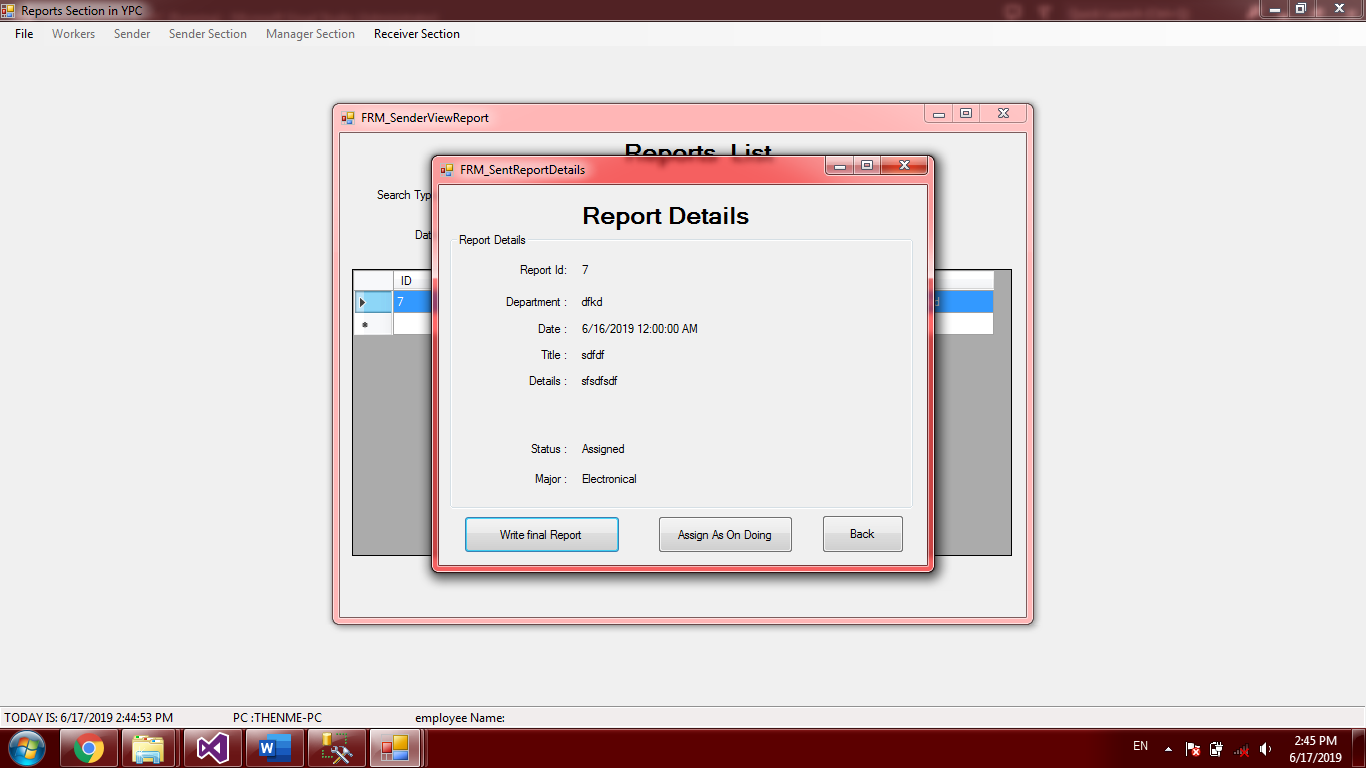 Reports Section in YPC
File Workers Sender Sender Section Manager Section Receiver Section
FRM_SenderViewReport
Reports List
FRM_SentReportDetails
Search Typ
Dat
ID
7
d
Report Details
Report Details
Report Id: 7
Department : dfkd
Date : 6/16/2019 12:00:00 AM
Title : sdfdf
Details : sfsdfsdf
Status : Assigned
Major : Electronical
Write final Report Assign As On Doing Back
TODAY IS: 6/17/2019 2:44:53 PM PC :THENME-PC employee Name:
EN 2:45 PM
6/17/2019